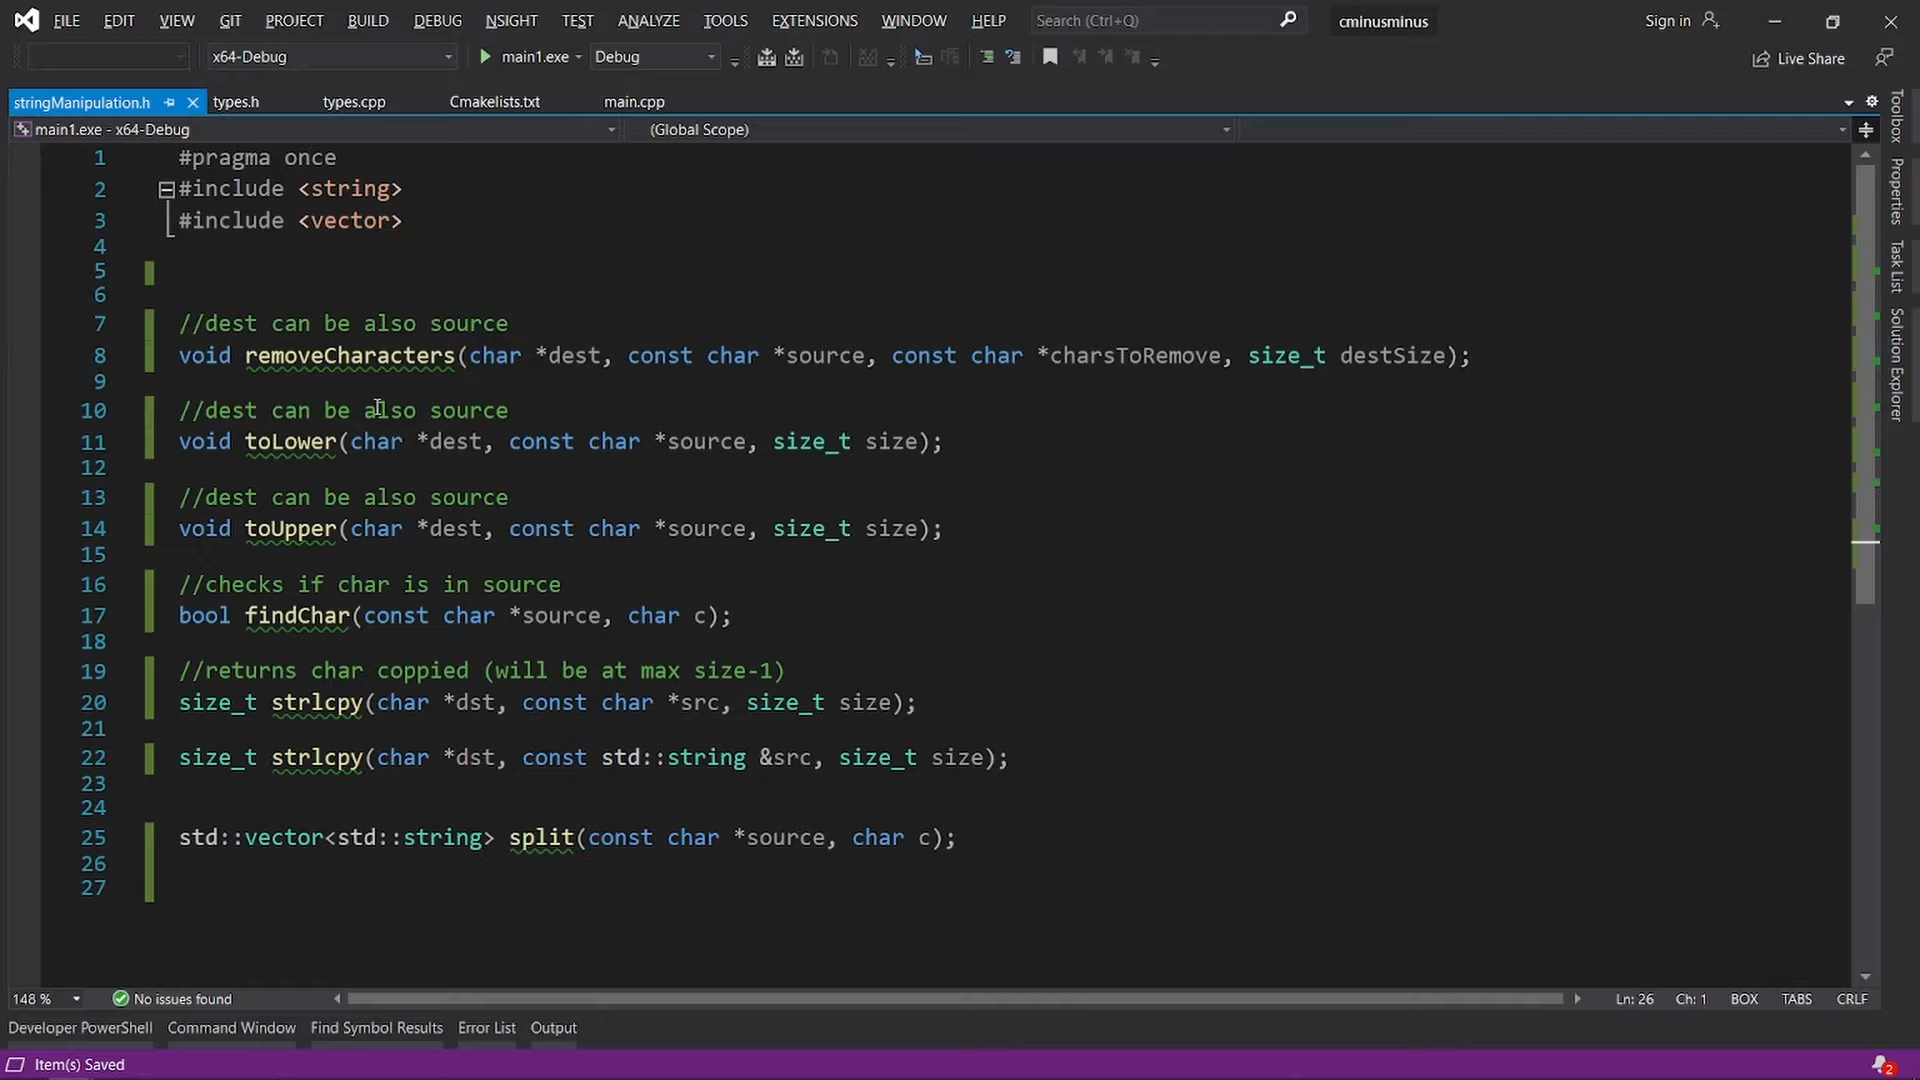 FILE EDIT VIEW GIT PROJECT BUILD DEBUG NSIGHT TEST ANALYZE TOOLS EXTENSIONS WINDOW HELP Search (Ctrl+Q) cminusminus Sign in
x64-Debug main1.exe Debug Live Share
stringManipulation.h types.h types.cpp Cmakelists.txt main.cpp
main1.exe - x64-Debug (Global Scope)
1 #pragma once
2 #include <string>
3 #include <vector>
4
5
6
7 //dest can be also source
8 void removeCharacters(char *dest, const char *source, const char *charsToRemove, size_t destSize);
9
10 //dest can be also source
11 void toLower(char *dest, const char *source, size_t size);
12
13 //dest can be also source
14 void toUpper(char *dest, const char *source, size_t size);
15
16 //checks if char is in source
17 bool findChar(const char *source, char c);
18
19 //returns char coppied (will be at max size-1)
20 size_t strlcpy(char *dst, const char *src, size_t size);
21
22 size_t strlcpy(char *dst, const std::string &src, size_t size);
23
24
25 std::vector<std::string> split(const char *source, char c);
26
27
Toolbox
Properties
Task List
Solution Explorer
148 % No issues found Ln: 26 Ch: 1 BOX TABS CRLF
Developer PowerShell Command Window Find Symbol Results Error List Output
Item(s) Saved 2